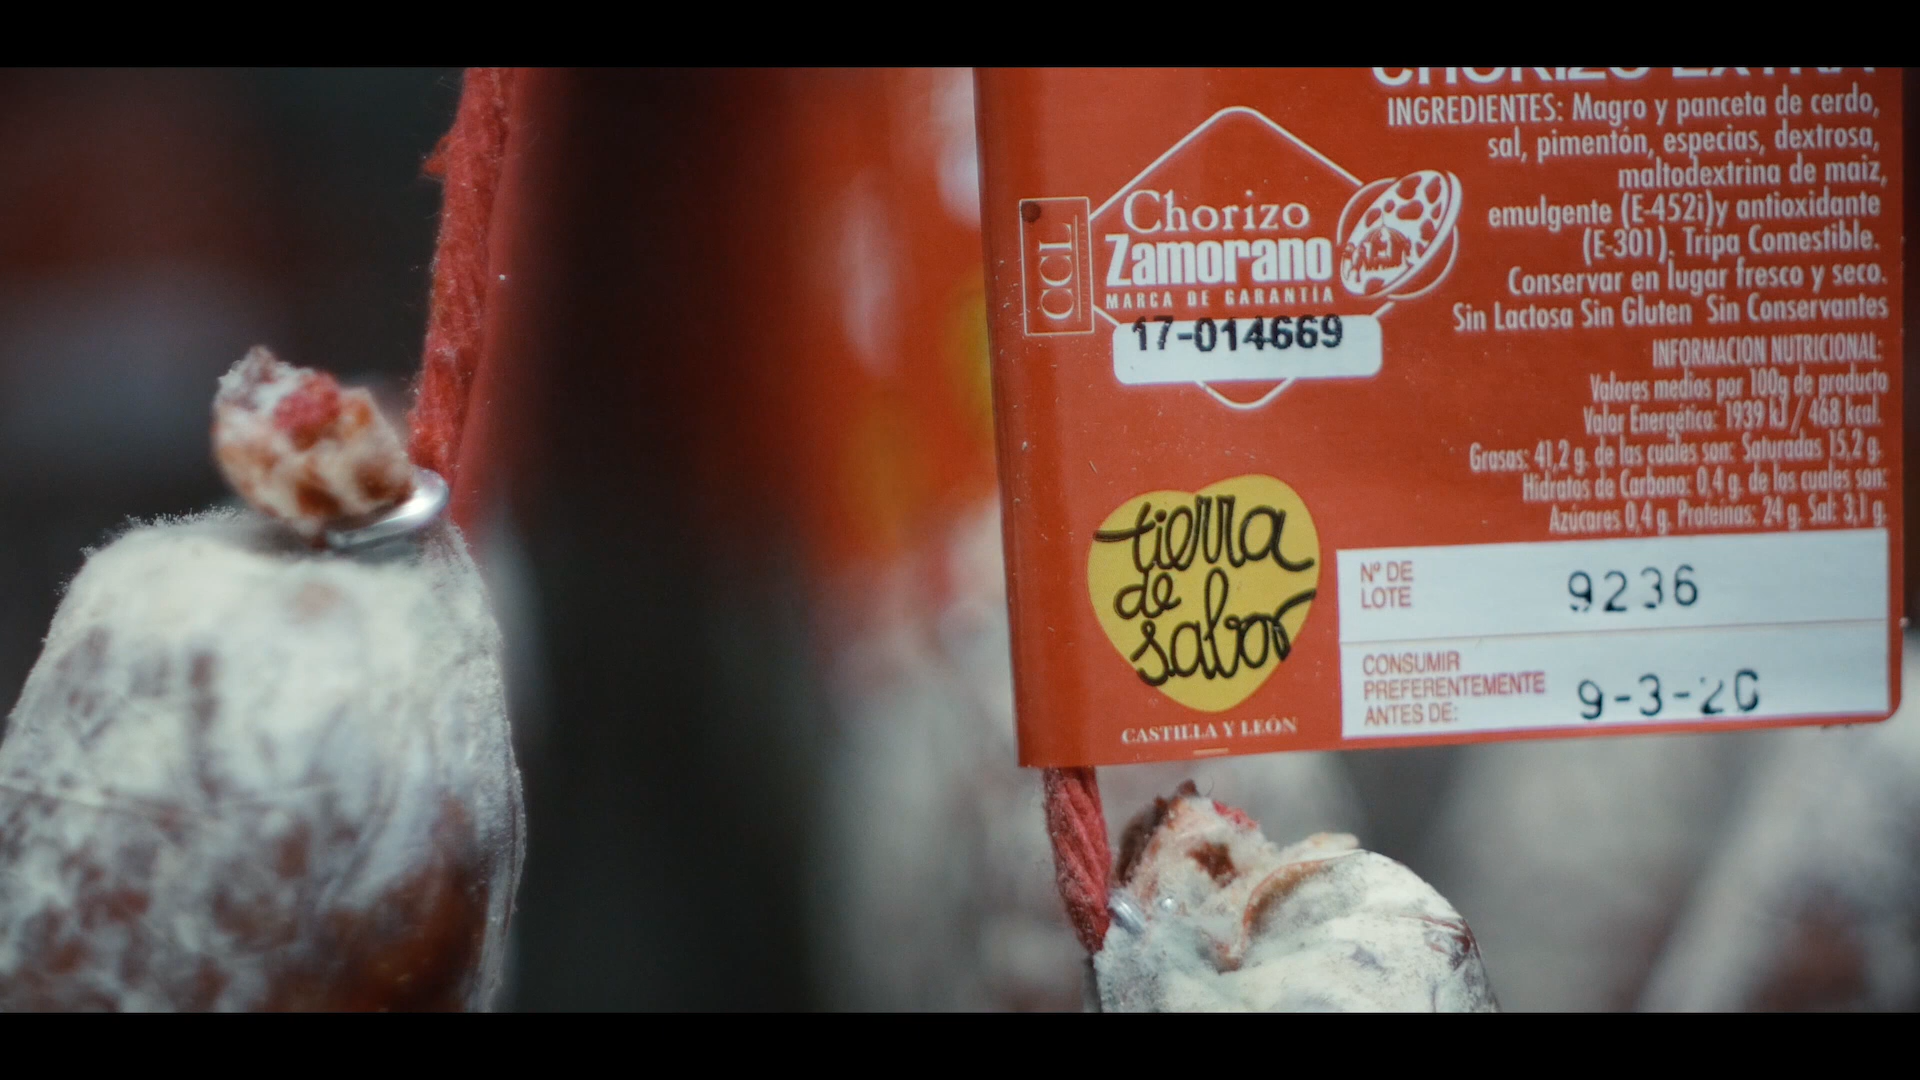 CHORIZO EXTRA
INGREDIENTES: Magro y panceta de cerdo,
sal, pimentón, especias, dextrosa,
maltodextrina de maiz,
emulgente (E-452i)y antioxidante
(E-301). Tripa Comestible.
Conservar en lugar fresco y seco.
Sin Lactosa Sin Gluten Sin Conservantes
INFORMACION NUTRICIONAL:
Valores medios por 100g de producto
Valor Energético: 1939 kJ / 468 kcal.
Grasas: 41,2 g. de las cuales son: Saturadas 15,2 g.
Hidratos de Carbono: 0,4 g. de los cuales son:
Azúcares 0,4 g. Proteínas: 24 g. Sal: 3,1 g.
CCL
Chorizo
Zamorano
MARCA DE GARANTÍA
17-014669
tierra
de
sabor
CASTILLA Y LEÓN
Nº DE
LOTE
9236
CONSUMIR
PREFERENTEMENTE
ANTES DE:
9-3-20